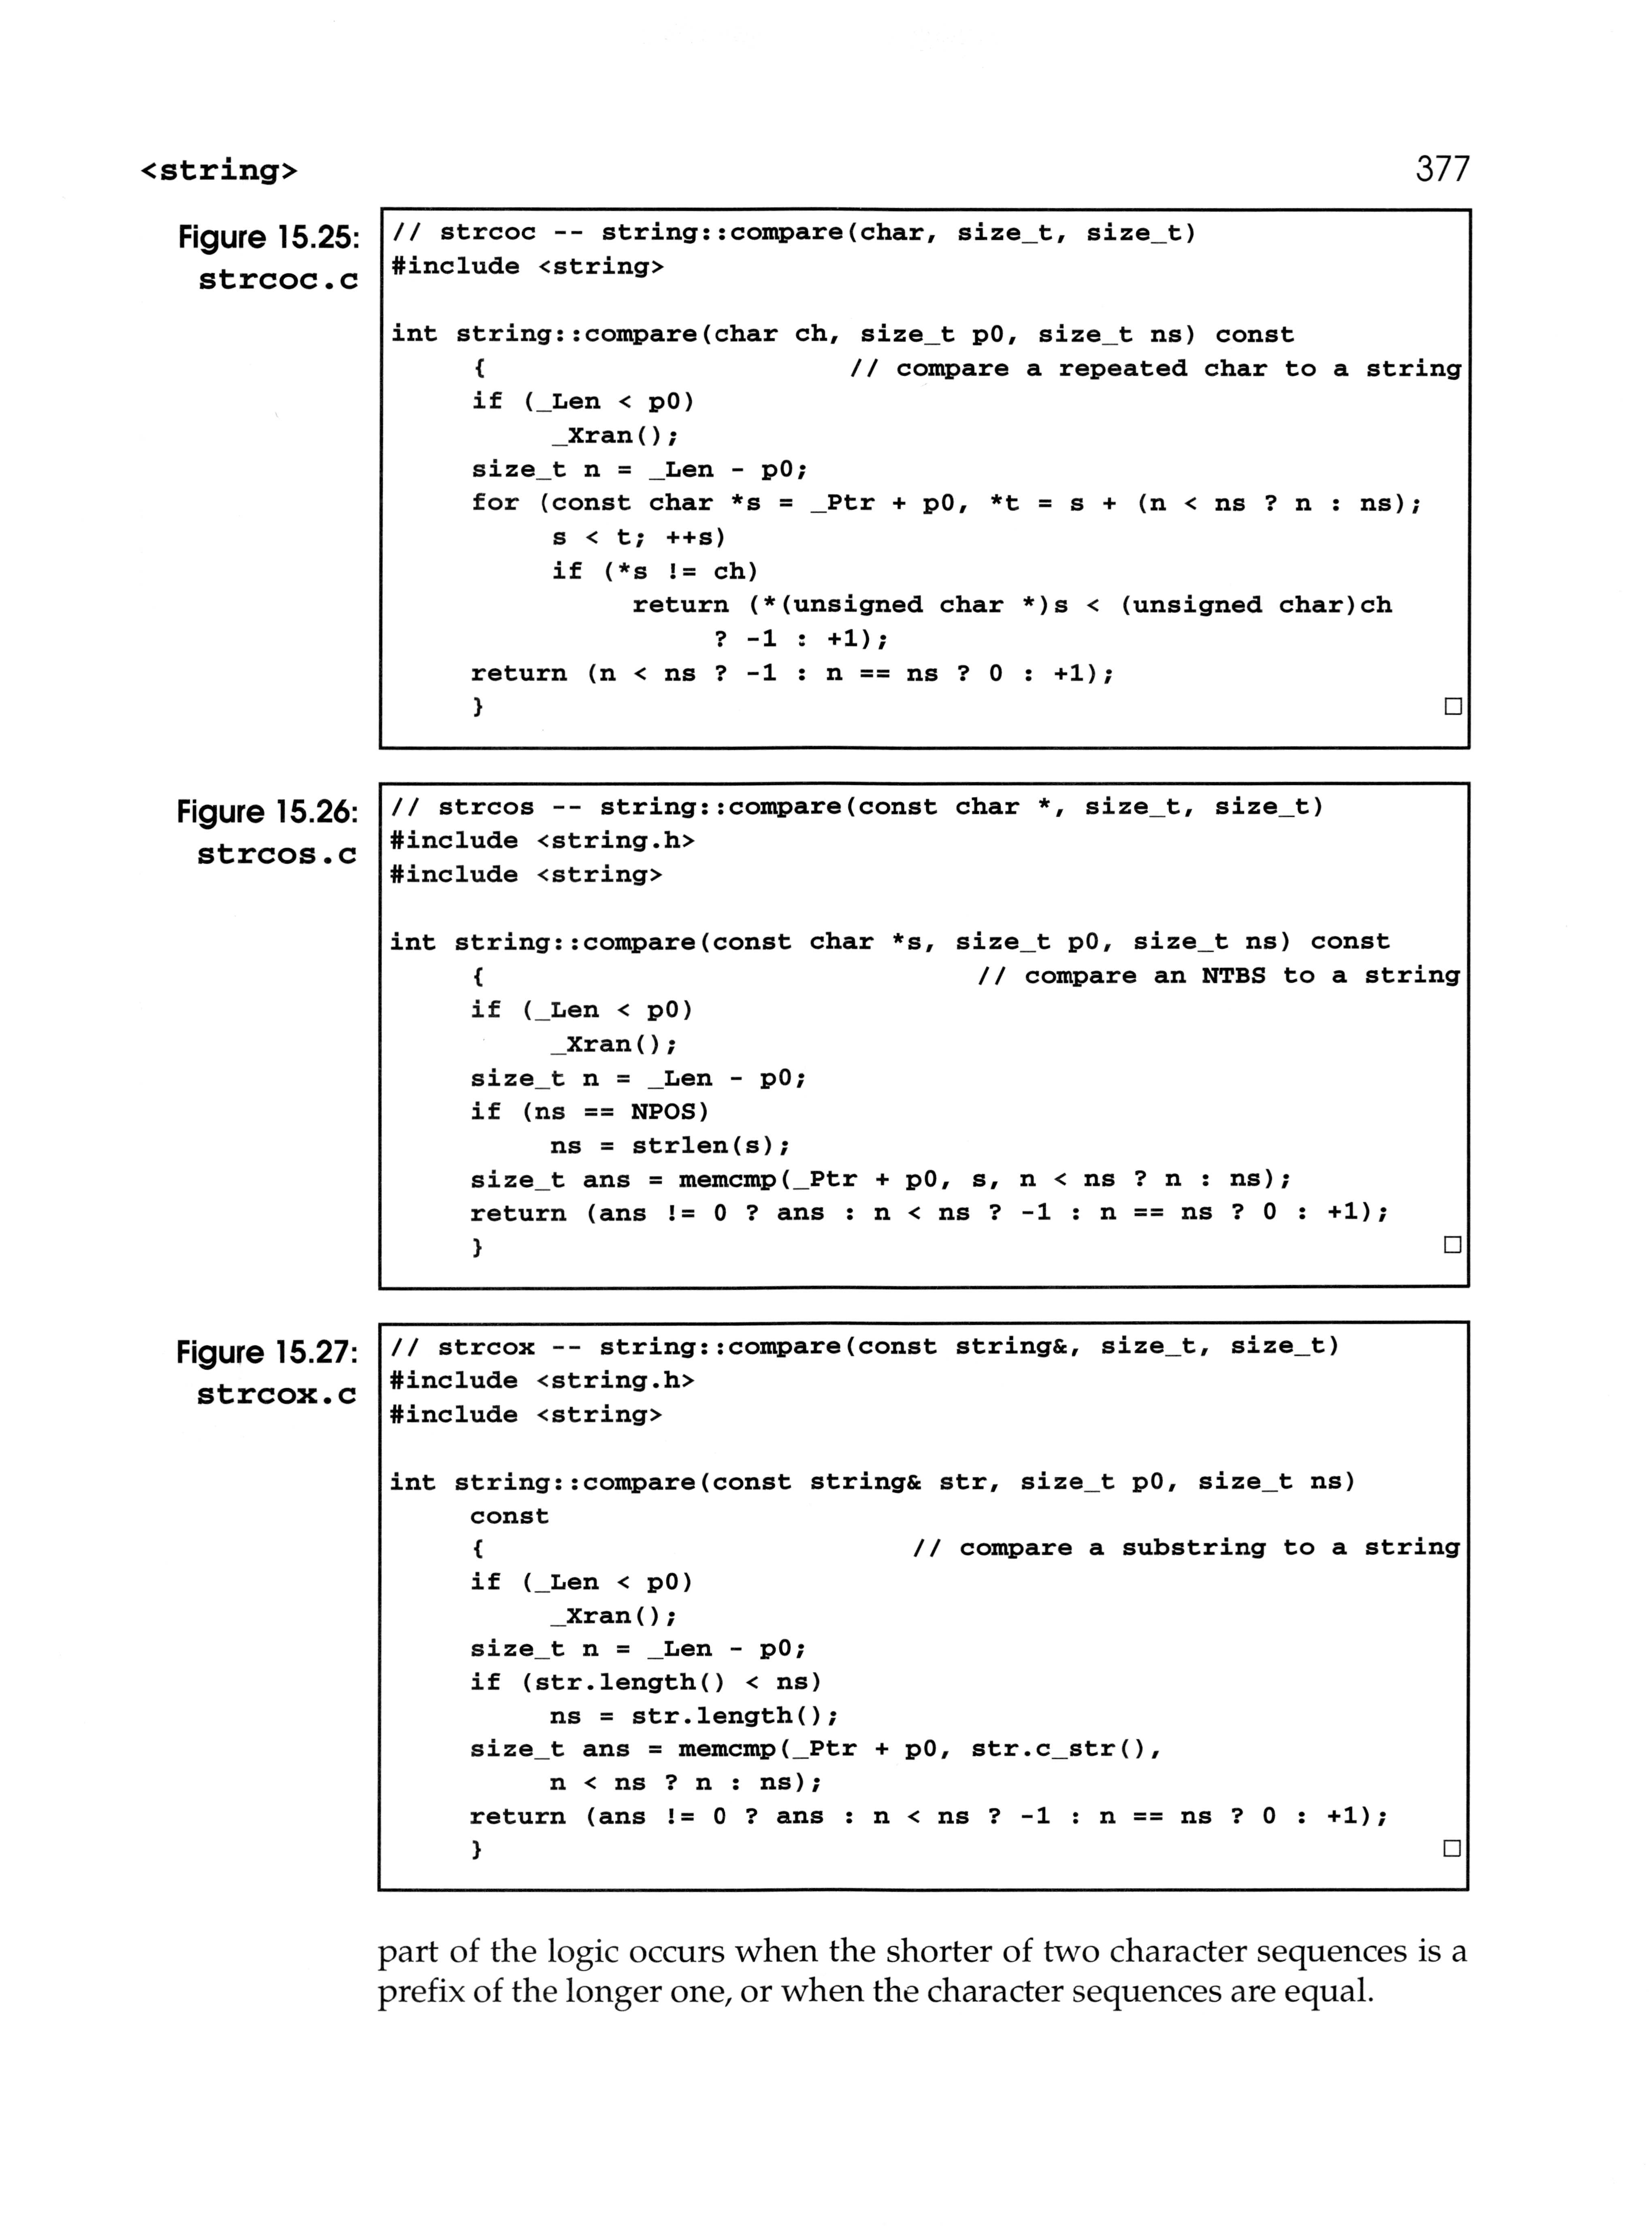 <string>
377
Figure 15.25:
strcoc.c
// strcoc -- string::compare(char, size_t, size_t)
#include <string>
int string::compare(char ch, size_t p0, size_t ns) const
{ // compare a repeated char to a string
if (_Len < p0)
_Xran();
size_t n = _Len - p0;
for (const char *s = _Ptr + p0, *t = s + (n < ns ? n : ns);
s < t; ++s)
if (*s != ch)
return (*(unsigned char *)s < (unsigned char)ch
? -1 : +1);
return (n < ns ? -1 : n == ns ? 0 : +1);
}
Figure 15.26:
strcos.c
// strcos -- string::compare(const char *, size_t, size_t)
#include <string.h>
#include <string>
int string::compare(const char *s, size_t p0, size_t ns) const
{ // compare an NTBS to a string
if (_Len < p0)
_Xran();
size_t n = _Len - p0;
if (ns == NPOS)
ns = strlen(s);
size_t ans = memcmp(_Ptr + p0, s, n < ns ? n : ns);
return (ans != 0 ? ans : n < ns ? -1 : n == ns ? 0 : +1);
}
Figure 15.27:
strcox.c
// strcox -- string::compare(const string&, size_t, size_t)
#include <string.h>
#include <string>
int string::compare(const string& str, size_t p0, size_t ns)
const
{ // compare a substring to a string
if (_Len < p0)
_Xran();
size_t n = _Len - p0;
if (str.length() < ns)
ns = str.length();
size_t ans = memcmp(_Ptr + p0, str.c_str(),
n < ns ? n : ns);
return (ans != 0 ? ans : n < ns ? -1 : n == ns ? 0 : +1);
}
part of the logic occurs when the shorter of two character sequences is a
prefix of the longer one, or when the character sequences are equal.